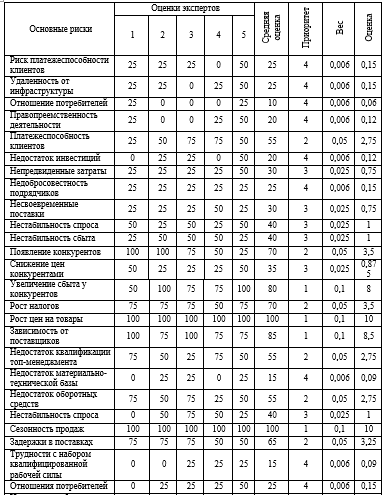 Основные риски Оценки экспертов Средняя оценка Приоритет Вес Оценка
1 2 3 4 5
Риск платежеспособности клиентов 25 25 25 0 50 25 4 0,006 0,15
Удаленность от инфраструктуры 25 25 0 25 50 25 4 0,006 0,15
Отношение потребителей 25 0 0 0 25 10 4 0,006 0,06
Правопреемственность деятельности 25 0 0 25 50 20 4 0,006 0,12
Платежеспособность клиентов 25 50 75 75 50 55 2 0,05 2,75
Недостаток инвестиций 0 25 25 0 50 20 4 0,006 0,12
Непредвиденные затраты 25 25 25 25 50 30 3 0,025 0,75
Недобросовестность подрядчиков 25 25 25 25 25 25 4 0,006 0,15
Несвоевременные поставки 25 25 25 25 50 30 3 0,025 0,75
Нестабильность спроса 50 25 50 25 50 40 3 0,025 1
Нестабильность сбыта 25 50 50 25 50 40 3 0,025 1
Появление конкурентов 100 100 75 50 25 70 2 0,05 3,5
Снижение цен конкурентами 50 25 25 25 50 35 3 0,025 0,875
Увеличение сбыта у конкурентов 50 100 75 75 100 80 1 0,1 8
Рост налогов 75 75 75 50 75 70 2 0,05 3,5
Рост цен на товары 100 100 100 100 100 100 1 0,1 10
Зависимость от поставщиков 100 75 100 75 75 85 1 0,1 8,5
Недостаток квалификации топ-менеджмента 75 50 25 50 75 55 2 0,05 2,75
Недостаток материально-технической базы 0 25 25 0 25 15 4 0,006 0,09
Недостаток оборотных средств 75 50 75 25 50 55 2 0,05 2,75
Нестабильность спроса 0 50 75 25 50 40 3 0,025 1
Сезонность продаж 100 100 100 100 100 100 1 0,1 10
Задержки в поставках 75 75 75 50 50 65 2 0,05 3,25
Трудности с набором квалифицированной рабочей силы 0 0 25 25 25 15 4 0,006 0,09
Отношения потребителей 0 25 25 25 50 25 4 0,006 0,15